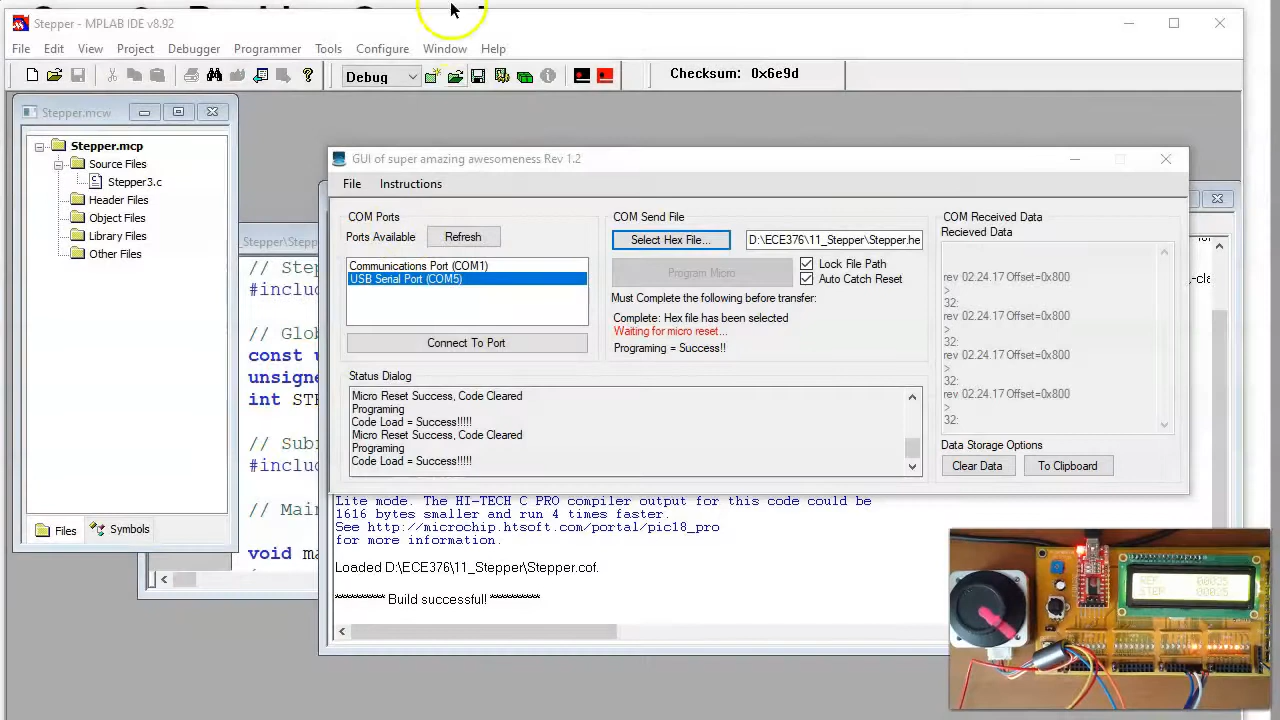 Stepper - MPLAB IDE v8.92
File Edit View Project Debugger Programmer Tools Configure Window Help
Debug
Checksum: 0x6e9d
Stepper.mcw
Stepper.mcp
Source Files
Stepper3.c
Header Files
Object Files
Library Files
Other Files
Files Symbols
_Stepper\Stepp
// Ste
#includ
// Glo
const u
unsigne
int STE
// Subr
#includ
// Mai
void ma
GUI of super amazing awesomeness Rev 1.2
File Instructions
COM Ports
Ports Available
Refresh
Communications Port (COM1)
USB Serial Port (COM5)
Connect To Port
COM Send File
Select Hex File...
D:\ECE376\11_Stepper\Stepper.he
Program Micro
Lock File Path
Auto Catch Reset
Must Complete the following before transfer:
Complete: Hex file has been selected
Waiting for micro reset...
Programing = Success!!
Status Dialog
Micro Reset Success, Code Cleared
Programing
Code Load = Success!!!!!
Micro Reset Success, Code Cleared
Programing
Code Load = Success!!!!!
COM Received Data
Recieved Data
rev 02.24.17 Offset=0x800
>
32:
rev 02.24.17 Offset=0x800
>
32:
rev 02.24.17 Offset=0x800
>
32:
rev 02.24.17 Offset=0x800
>
32:
Data Storage Options
Clear Data
To Clipboard
Lite mode. The HI-TECH C PRO compiler output for this code could be
1616 bytes smaller and run 4 times faster.
See http://microchip.htsoft.com/portal/pic18_pro
for more information.
Loaded D:\ECE376\11_Stepper\Stepper.cof.
********** Build successful! **********
REF 00025
STEP 00025